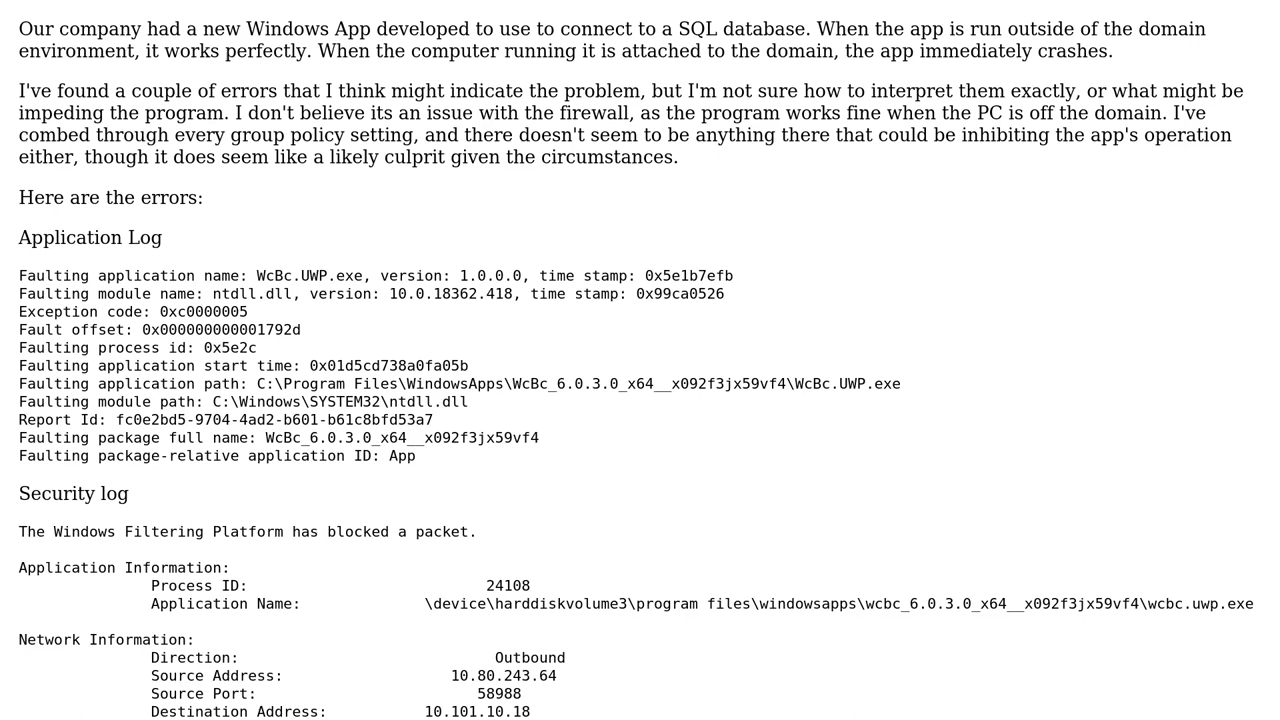 Our company had a new Windows App developed to use to connect to a SQL database. When the app is run outside of the domain
environment, it works perfectly. When the computer running it is attached to the domain, the app immediately crashes.
I've found a couple of errors that I think might indicate the problem, but I'm not sure how to interpret them exactly, or what might be
impeding the program. I don't believe its an issue with the firewall, as the program works fine when the PC is off the domain. I've
combed through every group policy setting, and there doesn't seem to be anything there that could be inhibiting the app's operation
either, though it does seem like a likely culprit given the circumstances.
Here are the errors:
Application Log
Faulting application name: WcBc.UWP.exe, version: 1.0.0.0, time stamp: 0x5e1b7efb
Faulting module name: ntdll.dll, version: 10.0.18362.418, time stamp: 0x99ca0526
Exception code: 0xc0000005
Fault offset: 0x000000000001792d
Faulting process id: 0x5e2c
Faulting application start time: 0x01d5cd738a0fa05b
Faulting application path: C:\Program Files\WindowsApps\WcBc_6.0.3.0_x64__x092f3jx59vf4\WcBc.UWP.exe
Faulting module path: C:\Windows\SYSTEM32\ntdll.dll
Report Id: fc0e2bd5-9704-4ad2-b601-b61c8bfd53a7
Faulting package full name: WcBc_6.0.3.0_x64__x092f3jx59vf4
Faulting package-relative application ID: App
Security log
The Windows Filtering Platform has blocked a packet.
Application Information:
Process ID: 24108
Application Name: \device\harddiskvolume3\program files\windowsapps\wcbc_6.0.3.0_x64__x092f3jx59vf4\wcbc.uwp.exe
Network Information:
Direction: Outbound
Source Address: 10.80.243.64
Source Port: 58988
Destination Address: 10.101.10.18